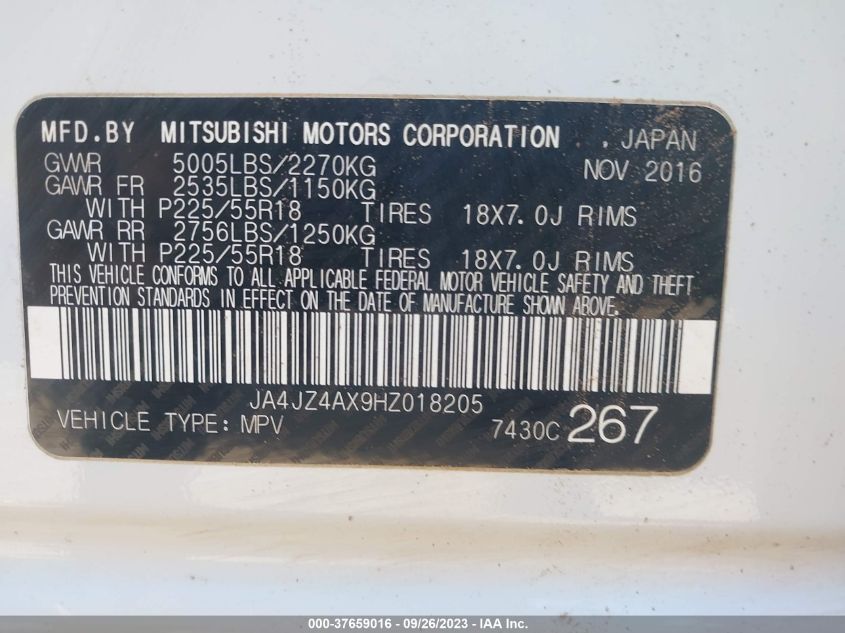 MFD.BY MITSUBISHI MOTORS CORPORATION . JAPAN
GVWR 5005LBS/2270KG NOV 2016
GAWR FR 2535LBS/1150KG
WITH P225/55R18 TIRES 18X7.0J RIMS
GAWR RR 2756LBS/1250KG
WITH P225/55R18 TIRES 18X7.0J RIMS
THIS VEHICLE CONFORMS TO ALL APPLICABLE FEDERAL MOTOR VEHICLE SAFETY AND THEFT
PREVENTION STANDARDS IN EFFECT ON THE DATE OF MANUFACTURE SHOWN ABOVE.
JA4JZ4AX9HZ018205
VEHICLE TYPE: MPV 7430C 267
000-37659016 - 09/26/2023 - IAA Inc.